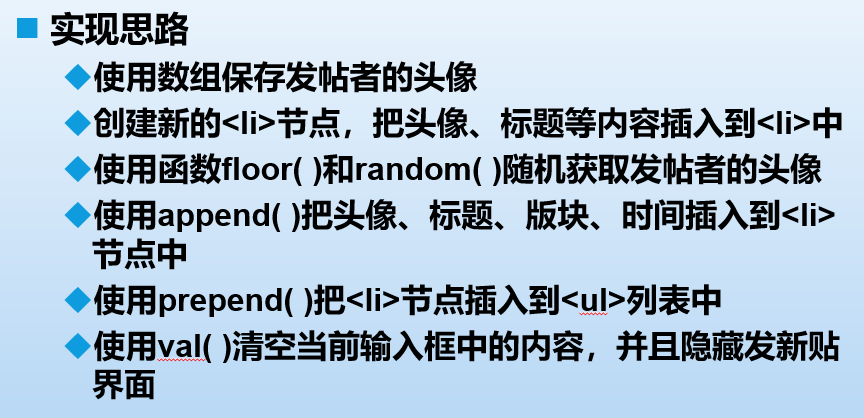 实现思路
使用数组保存发帖者的头像
创建新的<li>节点，把头像、标题等内容插入到<li>中
使用函数floor( )和random( )随机获取发帖者的头像
使用append( )把头像、标题、版块、时间插入到<li>
节点中
使用prepend( )把<li>节点插入到<ul>列表中
使用val( )清空当前输入框中的内容，并且隐藏发新贴
界面